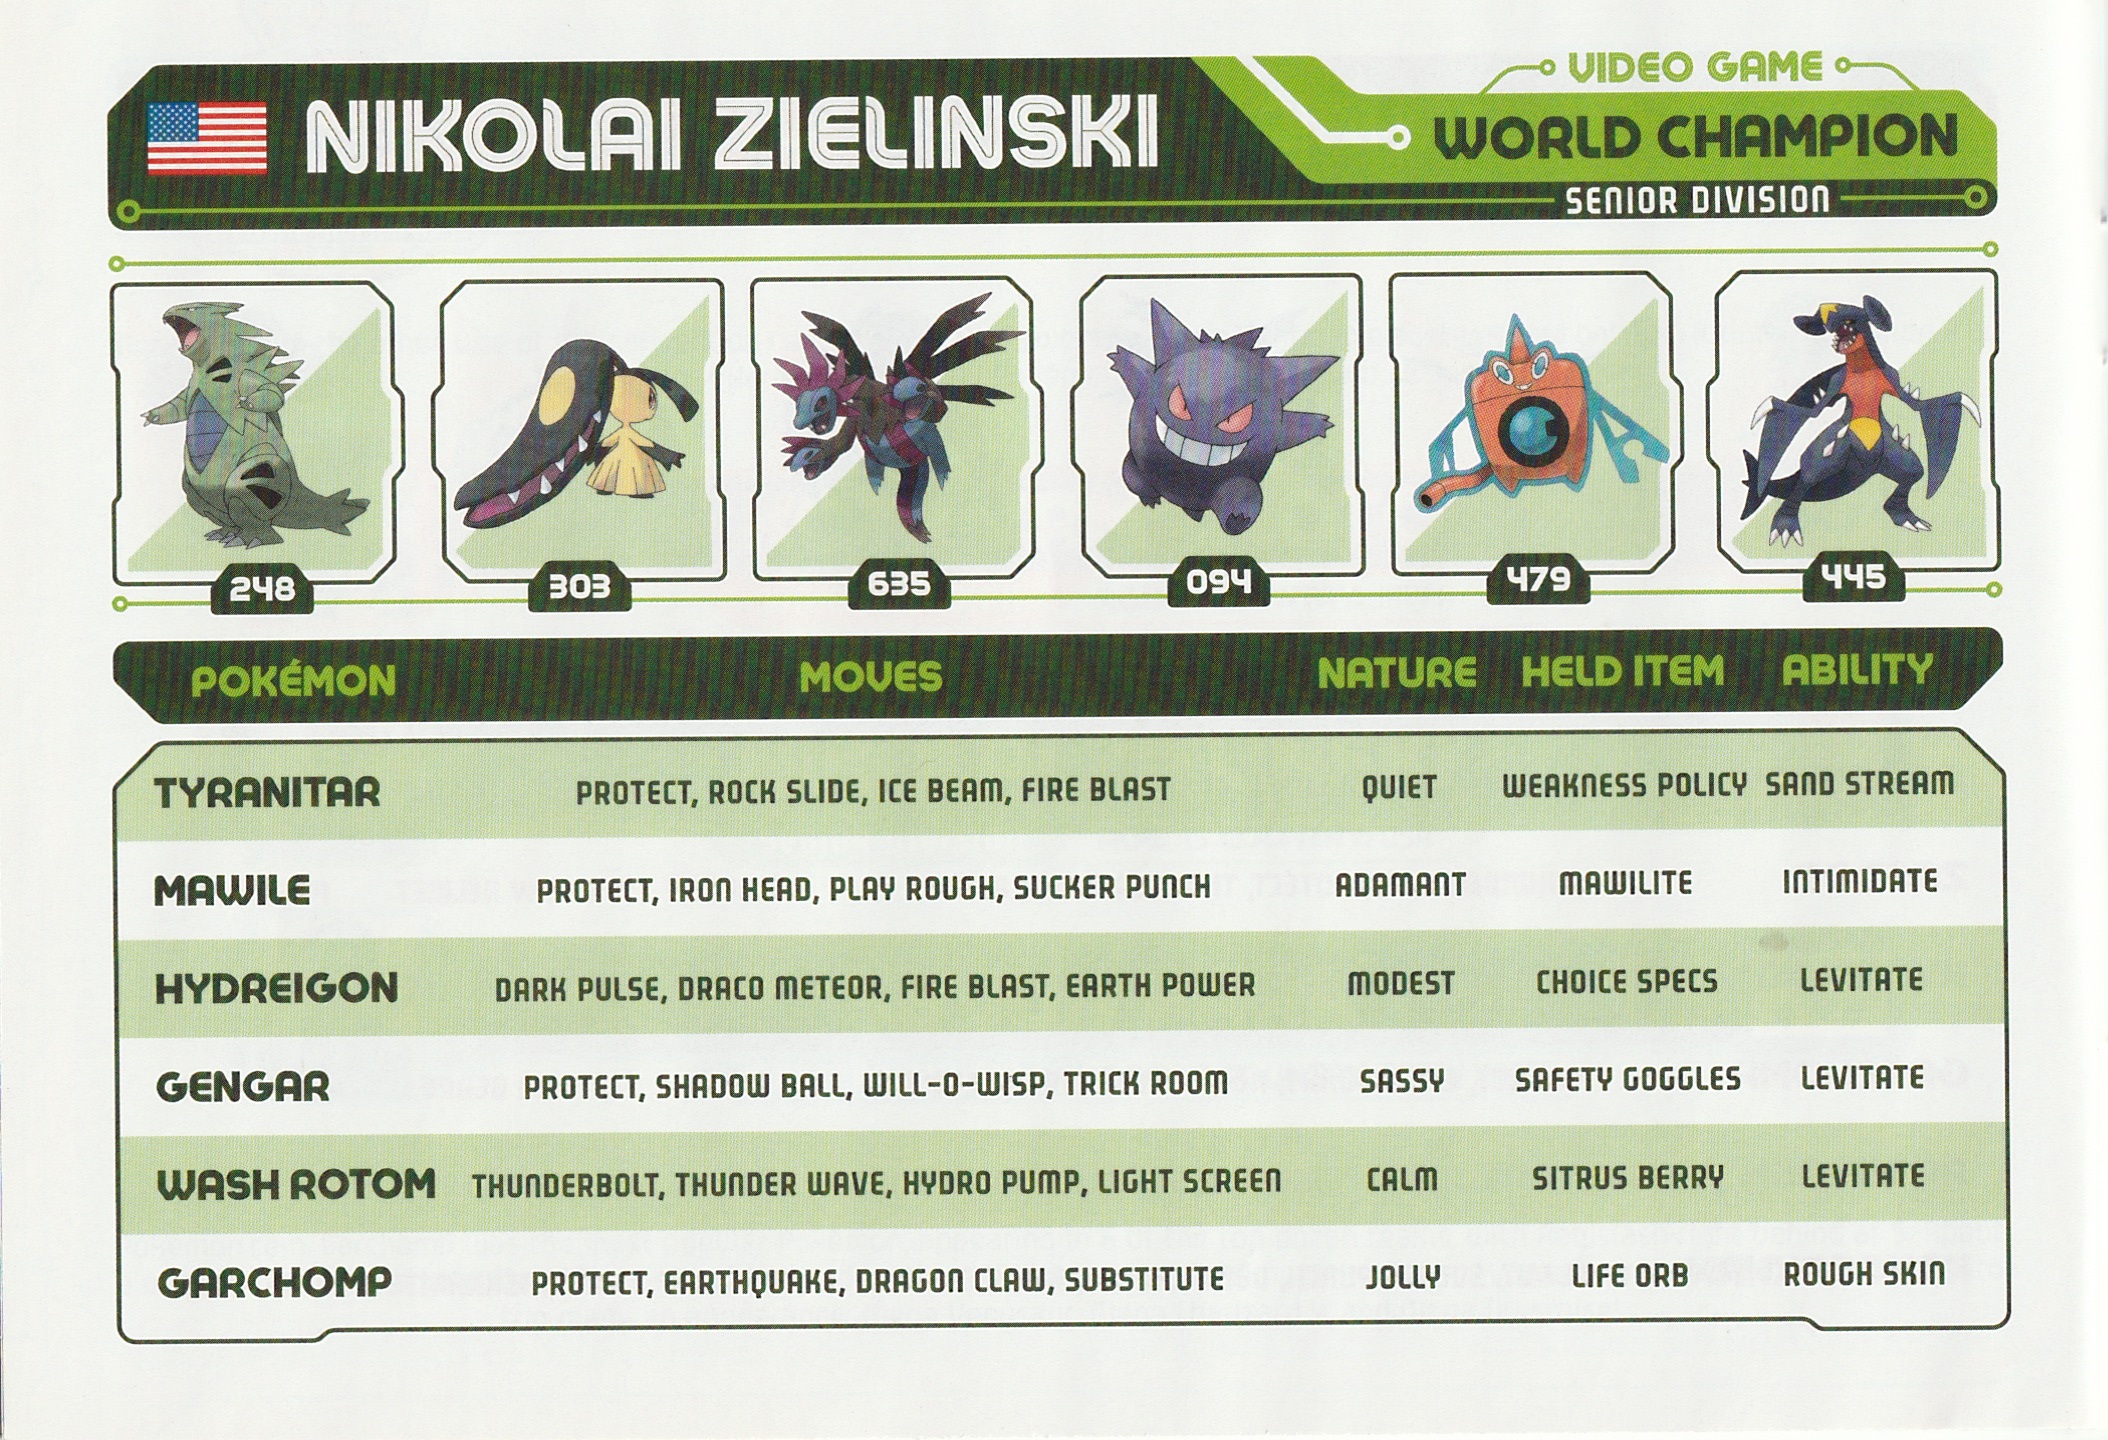 NIKOLAI ZIELINSKI
VIDEO GAME
WORLD CHAMPION
SENIOR DIVISION
248 303 635 094 479 445
POKÉMON MOVES NATURE HELD ITEM ABILITY
TYRANITAR PROTECT, ROCK SLIDE, ICE BEAM, FIRE BLAST QUIET WEAKNESS POLICY SAND STREAM
MAWILE PROTECT, IRON HEAD, PLAY ROUGH, SUCKER PUNCH ADAMANT MAWILITE INTIMIDATE
HYDREIGON DARK PULSE, DRACO METEOR, FIRE BLAST, EARTH POWER MODEST CHOICE SPECS LEVITATE
GENGAR PROTECT, SHADOW BALL, WILL-O-WISP, TRICK ROOM SASSY SAFETY GOGGLES LEVITATE
WASH ROTOM THUNDERBOLT, THUNDER WAVE, HYDRO PUMP, LIGHT SCREEN CALM SITRUS BERRY LEVITATE
GARCHOMP PROTECT, EARTHQUAKE, DRAGON CLAW, SUBSTITUTE JOLLY LIFE ORB ROUGH SKIN